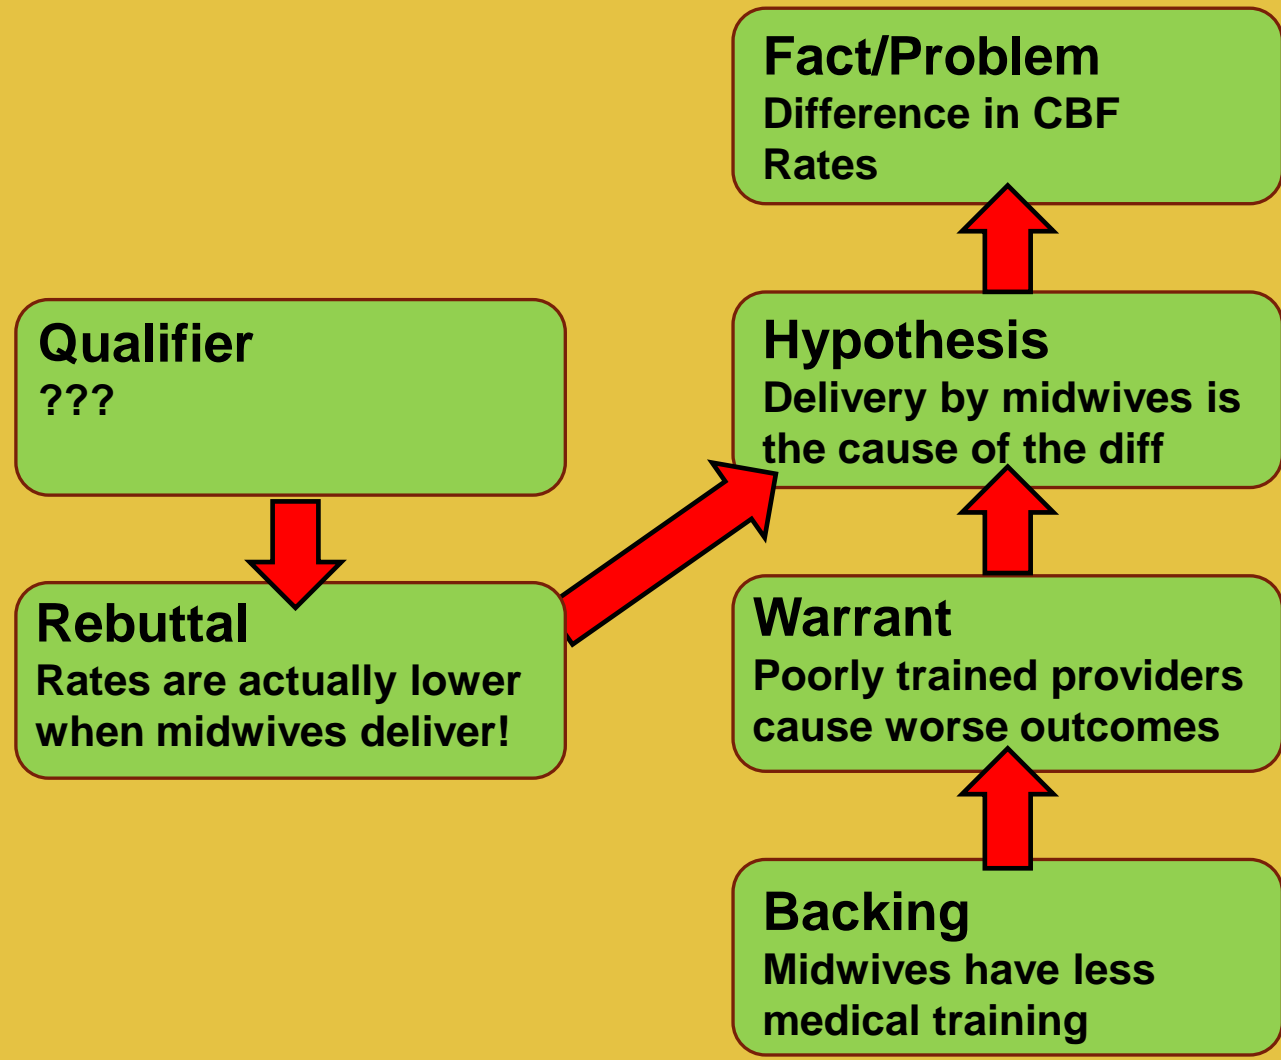 Fact/Problem
Difference in CBF
Rates
Qualifier
???
Hypothesis
Delivery by midwives is
the cause of the diff
Rebuttal
Rates are actually lower
when midwives deliver!
Warrant
Poorly trained providers
cause worse outcomes
Backing
Midwives have less
medical training